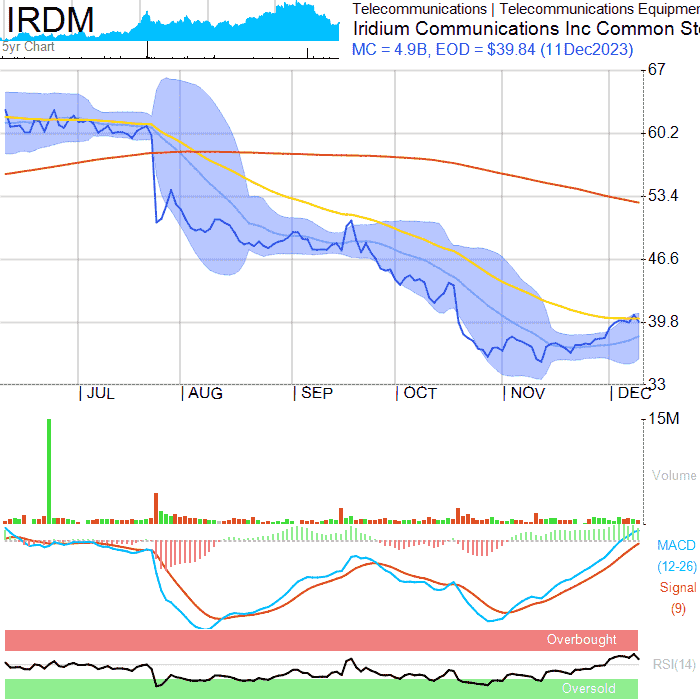 IRDM
5yr Chart
Telecommunications | Telecommunications Equipmen
Iridium Communications Inc Common Sto
MC = 4.9B, EOD = $39.84 (11Dec2023)
67
60.2
53.4
46.6
39.8
33
| JUL | AUG | SEP | OCT | NOV | DEC
15M
Volume
MACD
(12-26)
Signal
(9)
Overbought
RSI(14)
Oversold